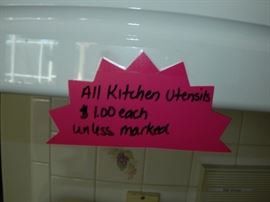 All Kitchen Utensils
$1.00 each
unless marked